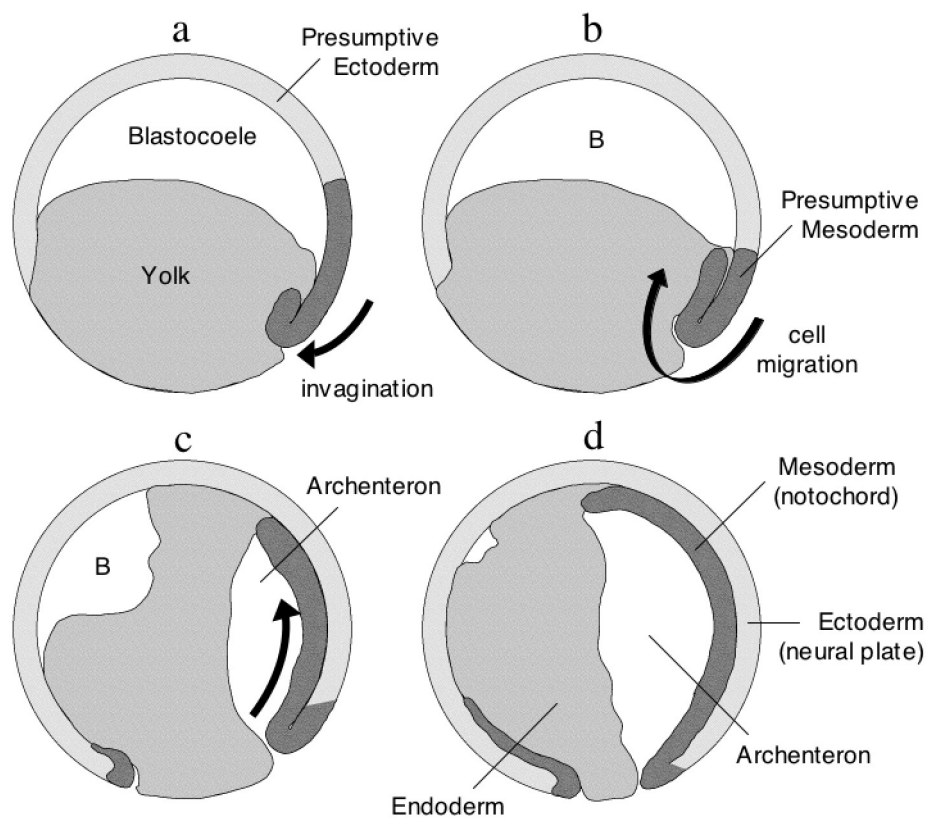 a
Presumptive
Ectoderm
Blastocoele
Yolk
invagination
b
B
Presumptive
Mesoderm
cell
migration
c
Archenteron
B
d
Mesoderm
(notochord)
Ectoderm
(neural plate)
Archenteron
Endoderm